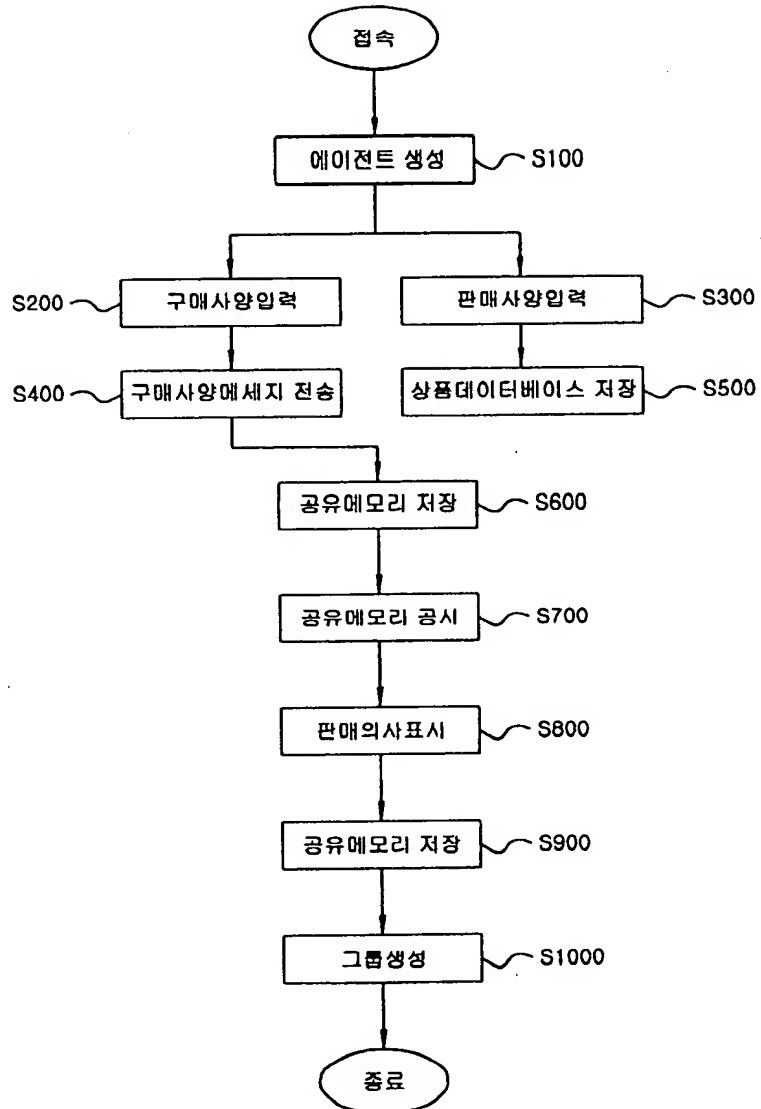 접속
에이전트 생성 S100
S200 구매사양입력
판매사양입력 S300
S400 구매사양메세지 전송
상품데이터베이스 저장 S500
공유메모리 저장 S600
공유메모리 공시 S700
판매의사표시 S800
공유메모리 저장 S900
그룹생성 S1000
종료